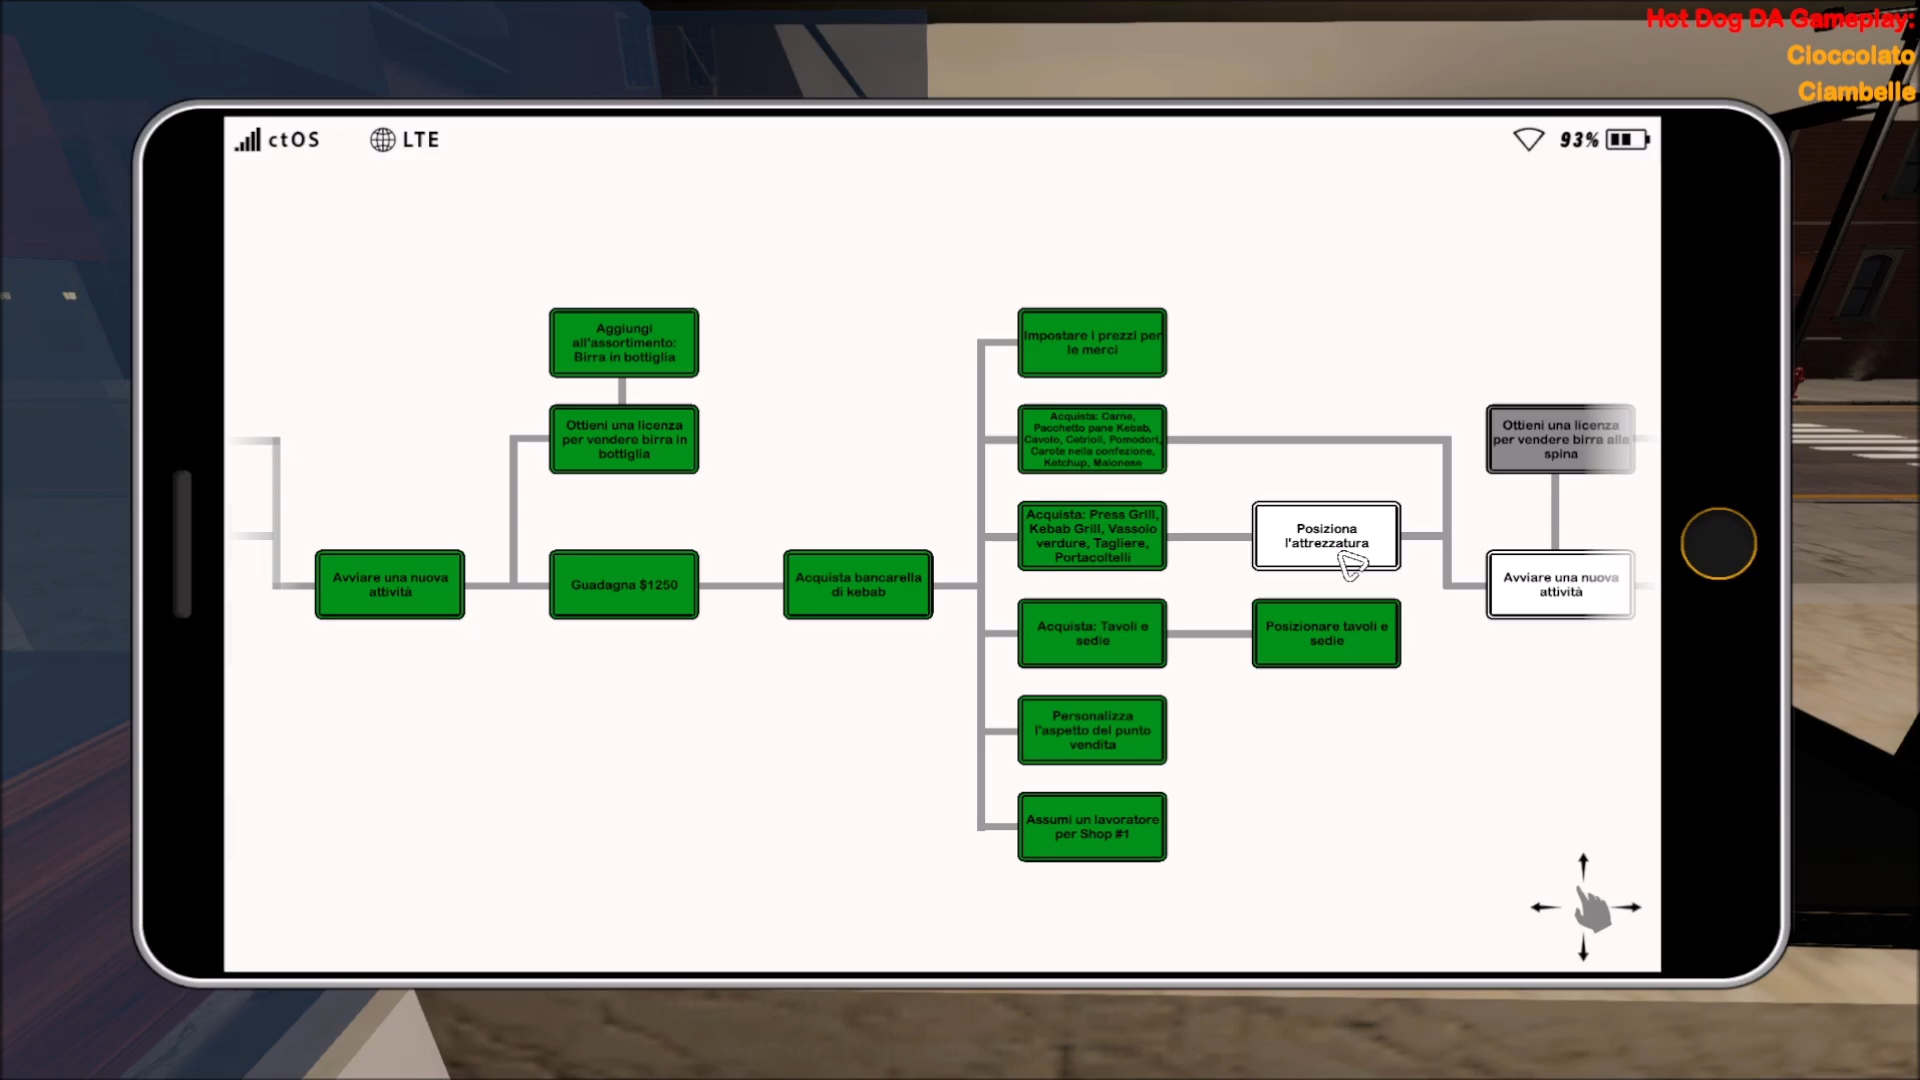 Hot Dog DA Gameplay:
Cioccolato
Ciambelle
ctOS
LTE
93%
Aggiungi
all'assortimento:
Birra in bottiglia
Ottieni una licenza
per vendere birra in
bottiglia
Avviare una nuova
attività
Guadagna $1250
Acquista bancarella
di kebab
Impostare i prezzi per
le merci
Acquista: Carne,
Pacchetto pane Kebab,
Cavolo, Cetrioli, Pomodori,
Carote nella confezione,
Ketchup, Maionese
Acquista: Press Grill,
Kebab Grill, Vassoio
verdure, Tagliere,
Portacoltelli
Posiziona
l'attrezzatura
Acquista: Tavoli e
sedie
Posizionare tavoli e
sedie
Personalizza
l'aspetto del punto
vendita
Assumi un lavoratore
per Shop #1
Ottieni una licenza
per vendere birra alla
spina
Avviare una nuova
attività